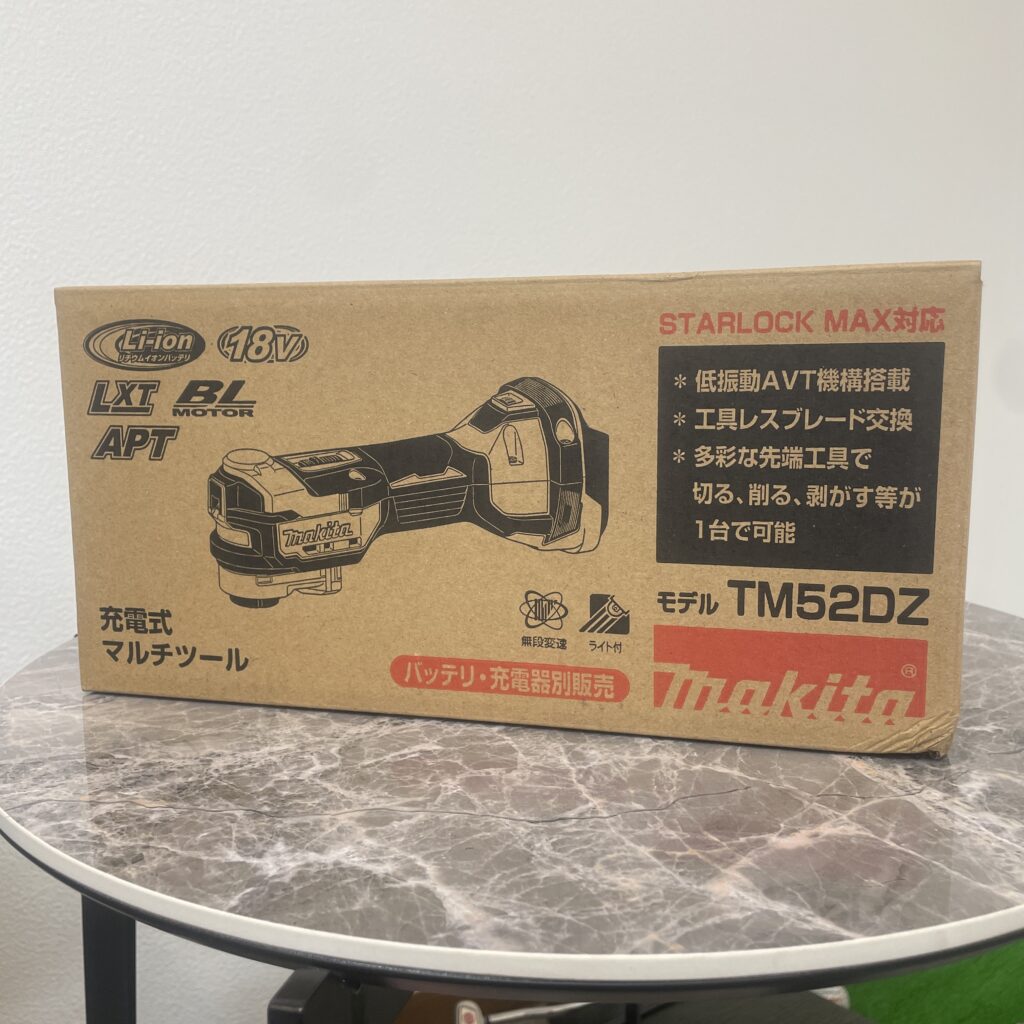 Li-ion
リチウムイオンバッテリ
18V
LXT BL
MOTOR
APT
makita
充電式
マルチツール
無段変速
ライト付
バッテリ・充電器別販売
STARLOCK MAX対応
* 低振動AVT機構搭載
* 工具レスブレード交換
* 多彩な先端工具で
切る、削る、剥がす等が
1台で可能
モデル TM52DZ
makita®